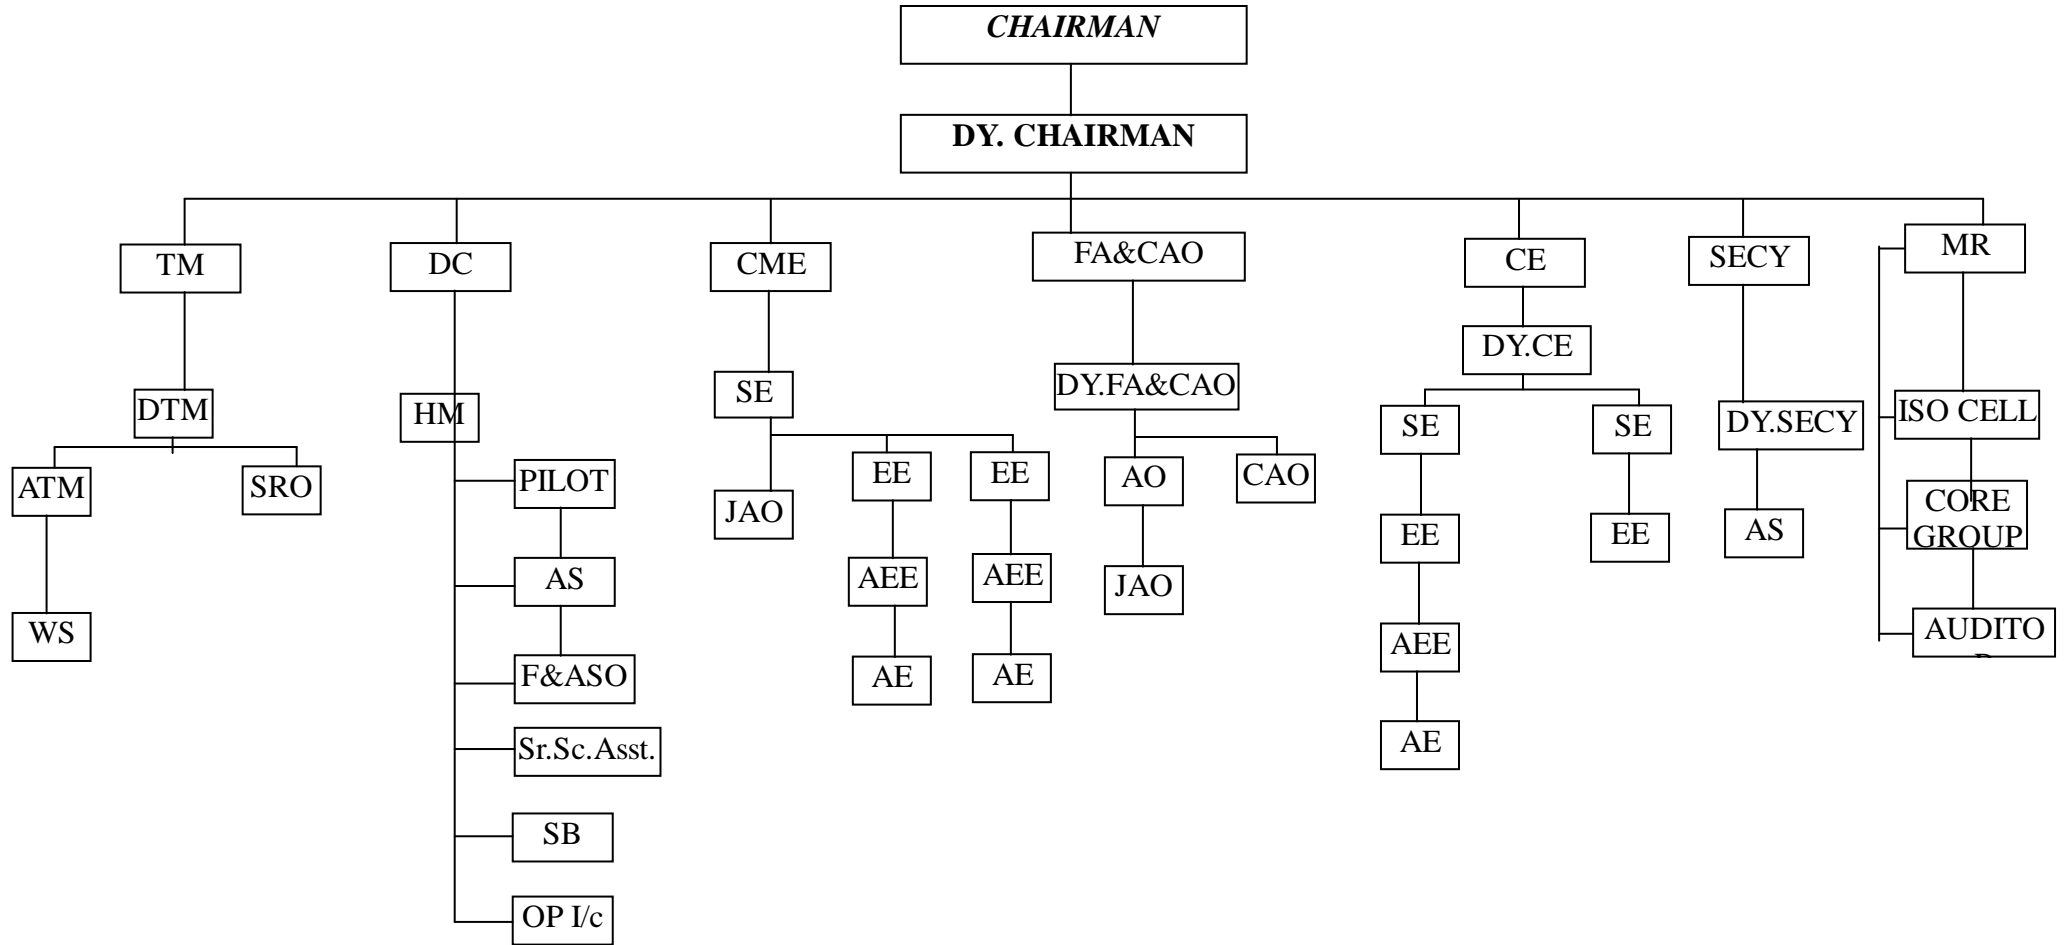 CHAIRMAN
DY. CHAIRMAN
TM
DC
CME
FA&CAO
CE
SECY
MR
DTM
HM
SE
DY.FA&CAO
DY.CE
DY.SECY
ISO CELL
ATM
SRO
PILOT
JAO
EE
EE
AO
CAO
SE
SE
AS
CORE
GROUP
WS
AS
AEE
AEE
JAO
EE
EE
AUDITO
F&ASO
AE
AE
AEE
Sr.Sc.Asst.
AE
SB
OP I/c